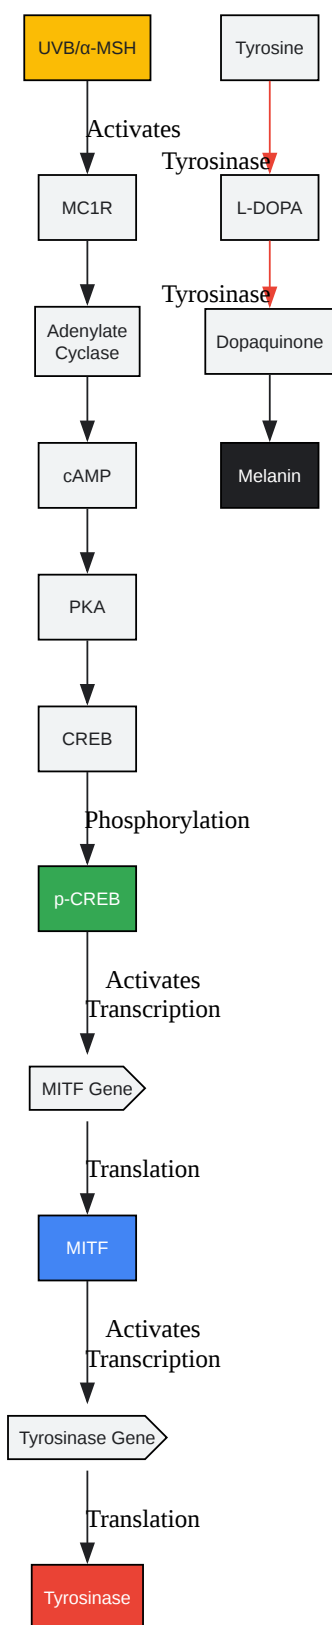 UVB/α-MSH
Activates
MC1R
Adenylate
Cyclase
cAMP
PKA
CREB
Phosphorylation
p-CREB
Activates
Transcription
MITF Gene
Translation
MITF
Activates
Transcription
Tyrosinase Gene
Translation
Tyrosinase
Tyrosine
Tyrosinase
L-DOPA
Tyrosinase
Dopaquinone
Melanin